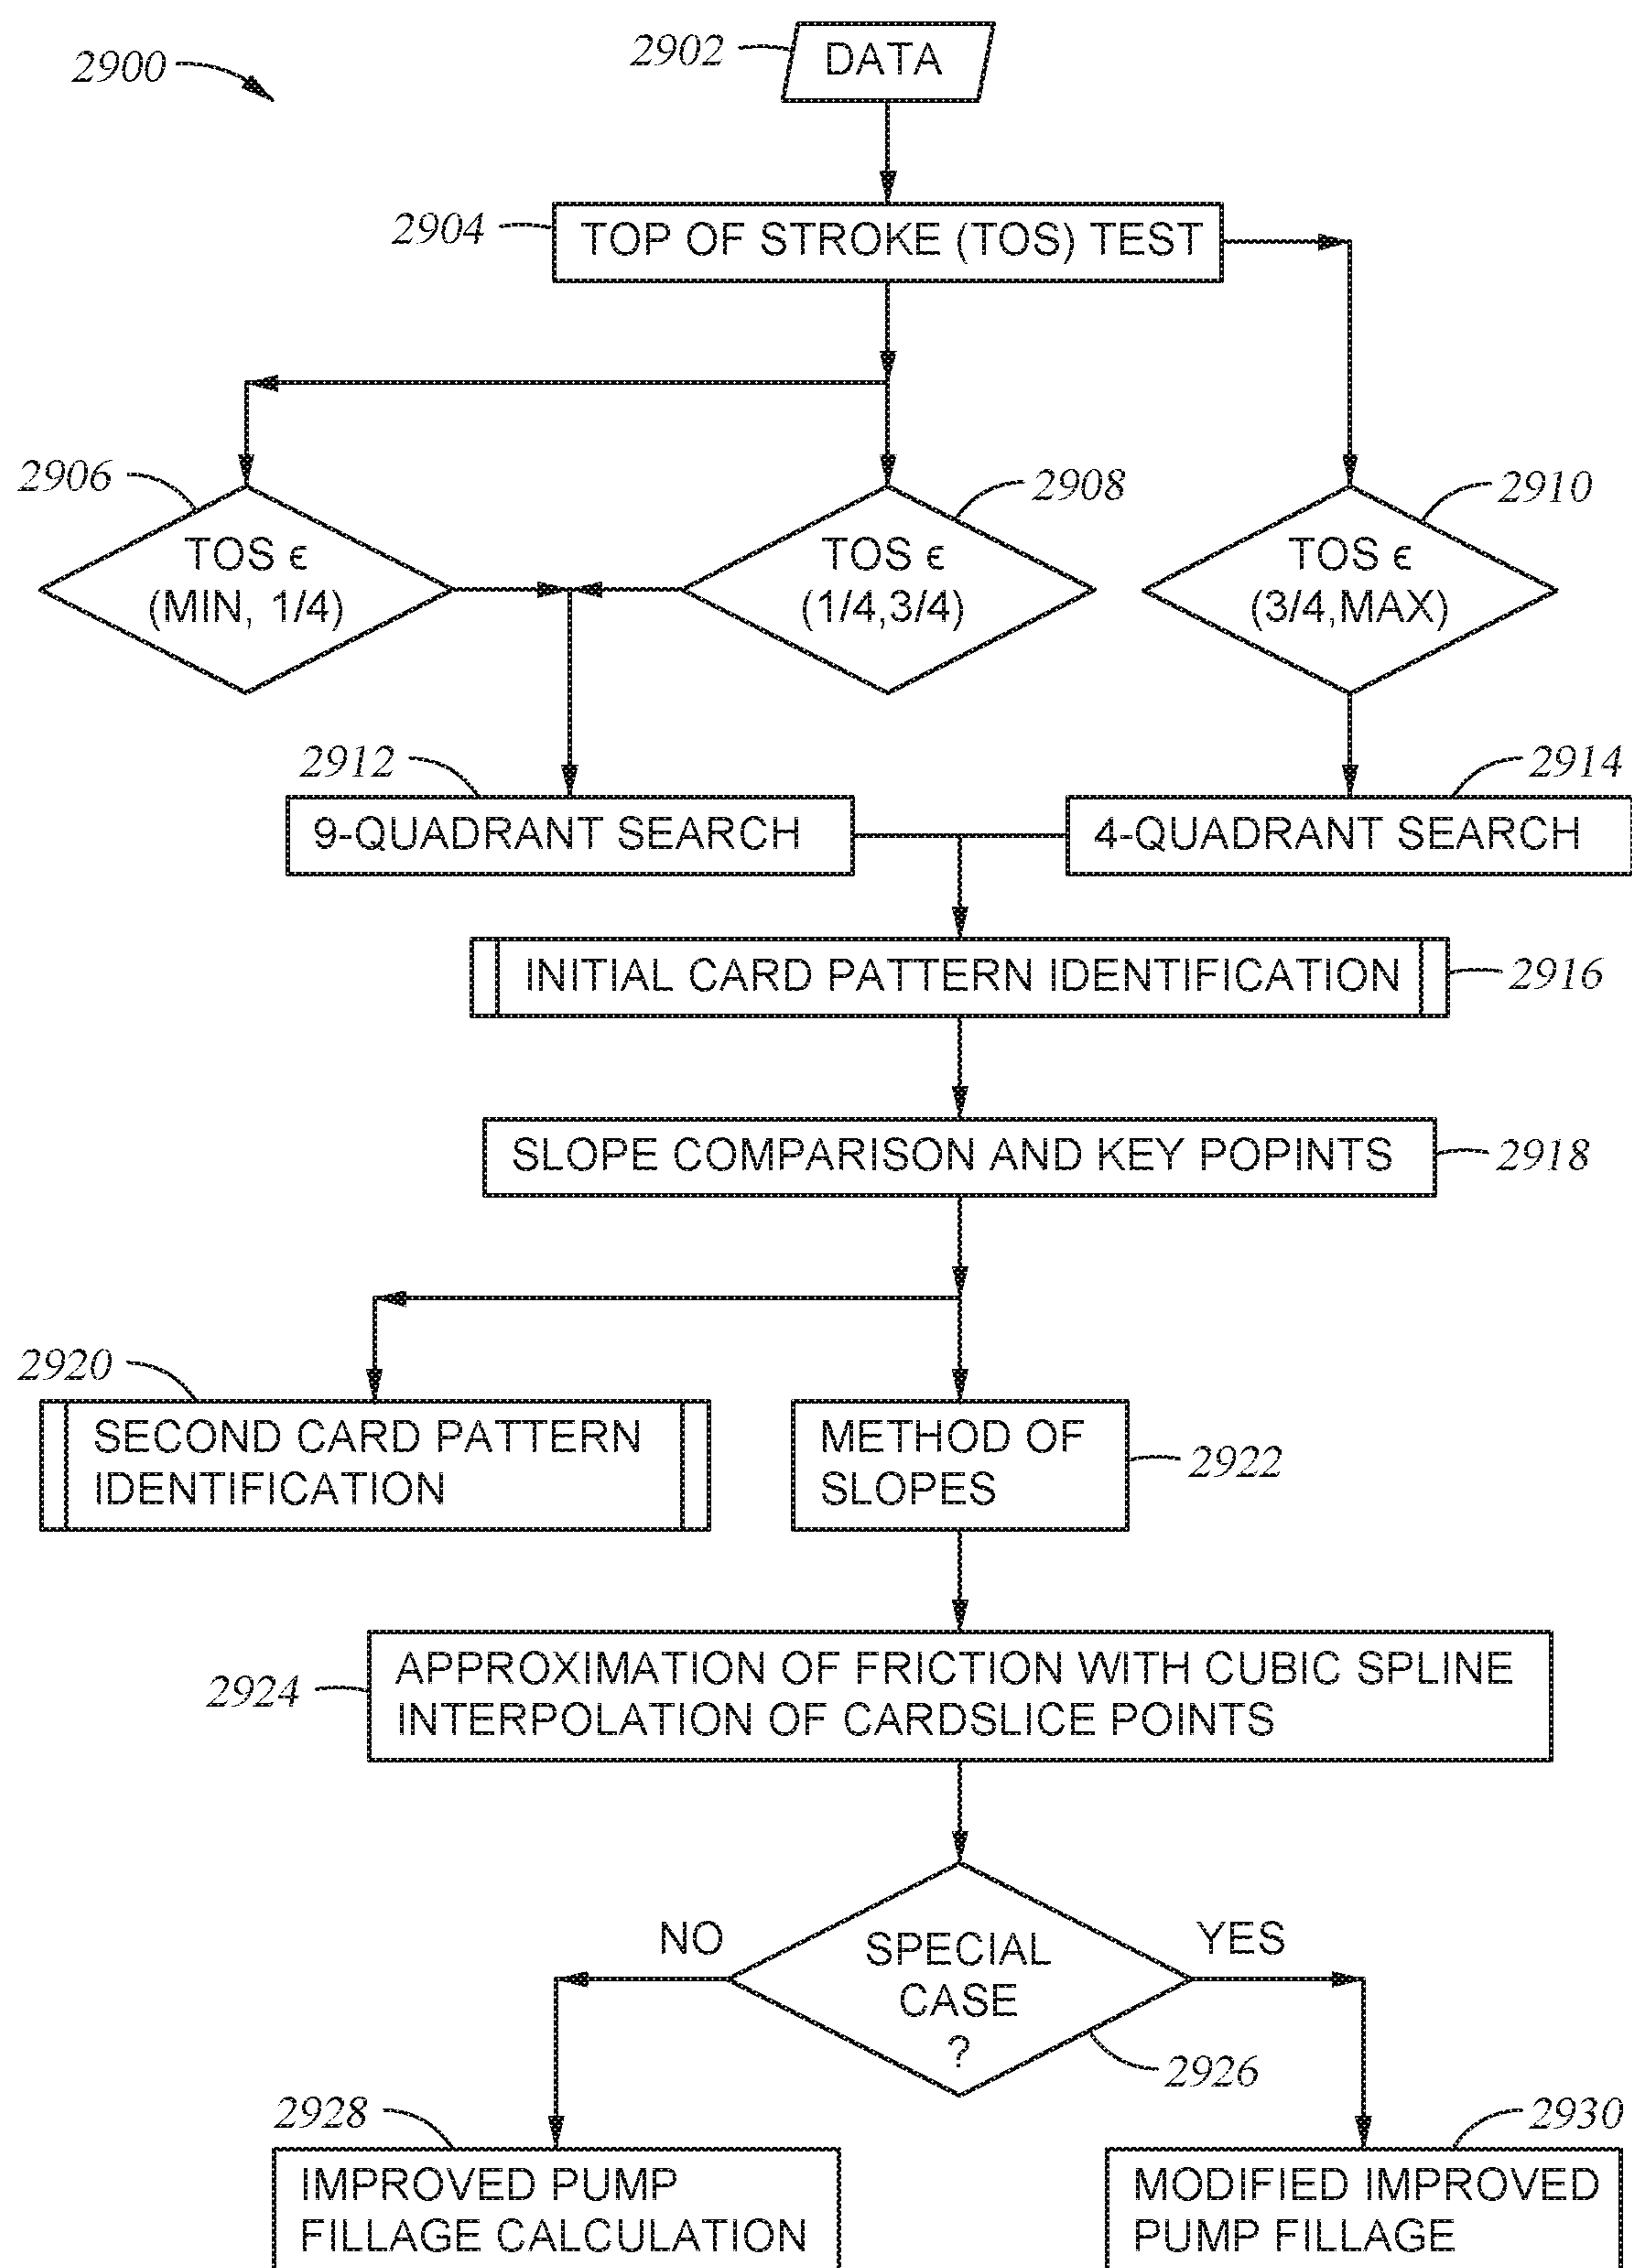 2900
2902
DATA
2904
TOP OF STROKE (TOS) TEST
2906
2908
2910
TOS ϵ
(MIN, 1/4)
TOS ϵ
(1/4,3/4)
TOS ϵ
(3/4,MAX)
2912
2914
9-QUADRANT SEARCH
4-QUADRANT SEARCH
INITIAL CARD PATTERN IDENTIFICATION
2916
SLOPE COMPARISON AND KEY POPINTS
2918
2920
SECOND CARD PATTERN
IDENTIFICATION
METHOD OF
SLOPES
2922
2924
APPROXIMATION OF FRICTION WITH CUBIC SPLINE
INTERPOLATION OF CARDSLICE POINTS
NO
YES
SPECIAL
CASE
?
2926
2928
2930
IMPROVED PUMP
FILLAGE CALCULATION
MODIFIED IMPROVED
PUMP FILLAGE